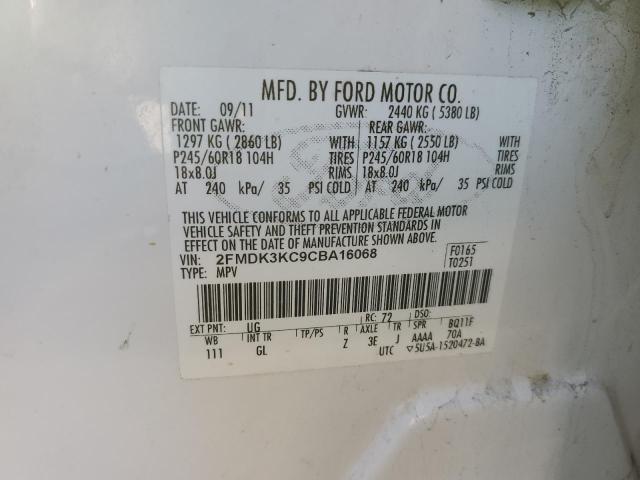 MFD. BY FORD MOTOR CO.
DATE: 09/11 GVWR: 2440 KG ( 5380 LB)
FRONT GAWR: REAR GAWR:
1297 KG ( 2860 LB) WITH 1157 KG ( 2550 LB) WITH
P245/60R18 104H TIRES P245/60R18 104H TIRES
18x8.0J RIMS 18x8.0J RIMS
AT 240 kPa/ 35 PSI COLD AT 240 kPa/ 35 PSI COLD
THIS VEHICLE CONFORMS TO ALL APPLICABLE FEDERAL MOTOR
VEHICLE SAFETY AND THEFT PREVENTION STANDARDS IN
EFFECT ON THE DATE OF MANUFACTURE SHOWN ABOVE.
VIN: 2FMDK3KC9CBA16068 F0165
TYPE: MPV T0251
EXT PNT: UG RC: 72 DSO:
WB INT TR TP/PS R AXLE TR SPR BQ11F
111 GL Z 3E J AAAA 70A
UTC ▽5U5A-1520472-BA